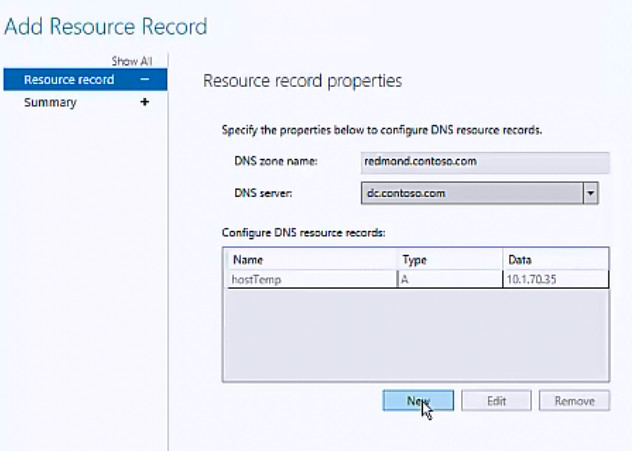 Add Resource Record
Show All
Resource record −
Summary +
Resource record properties
Specify the properties below to configure DNS resource records.
DNS zone name: redmond.contoso.com
DNS server: dc.contoso.com
Configure DNS resource records:
Name Type Data
hostTemp A 10.1.70.35
New Edit Remove